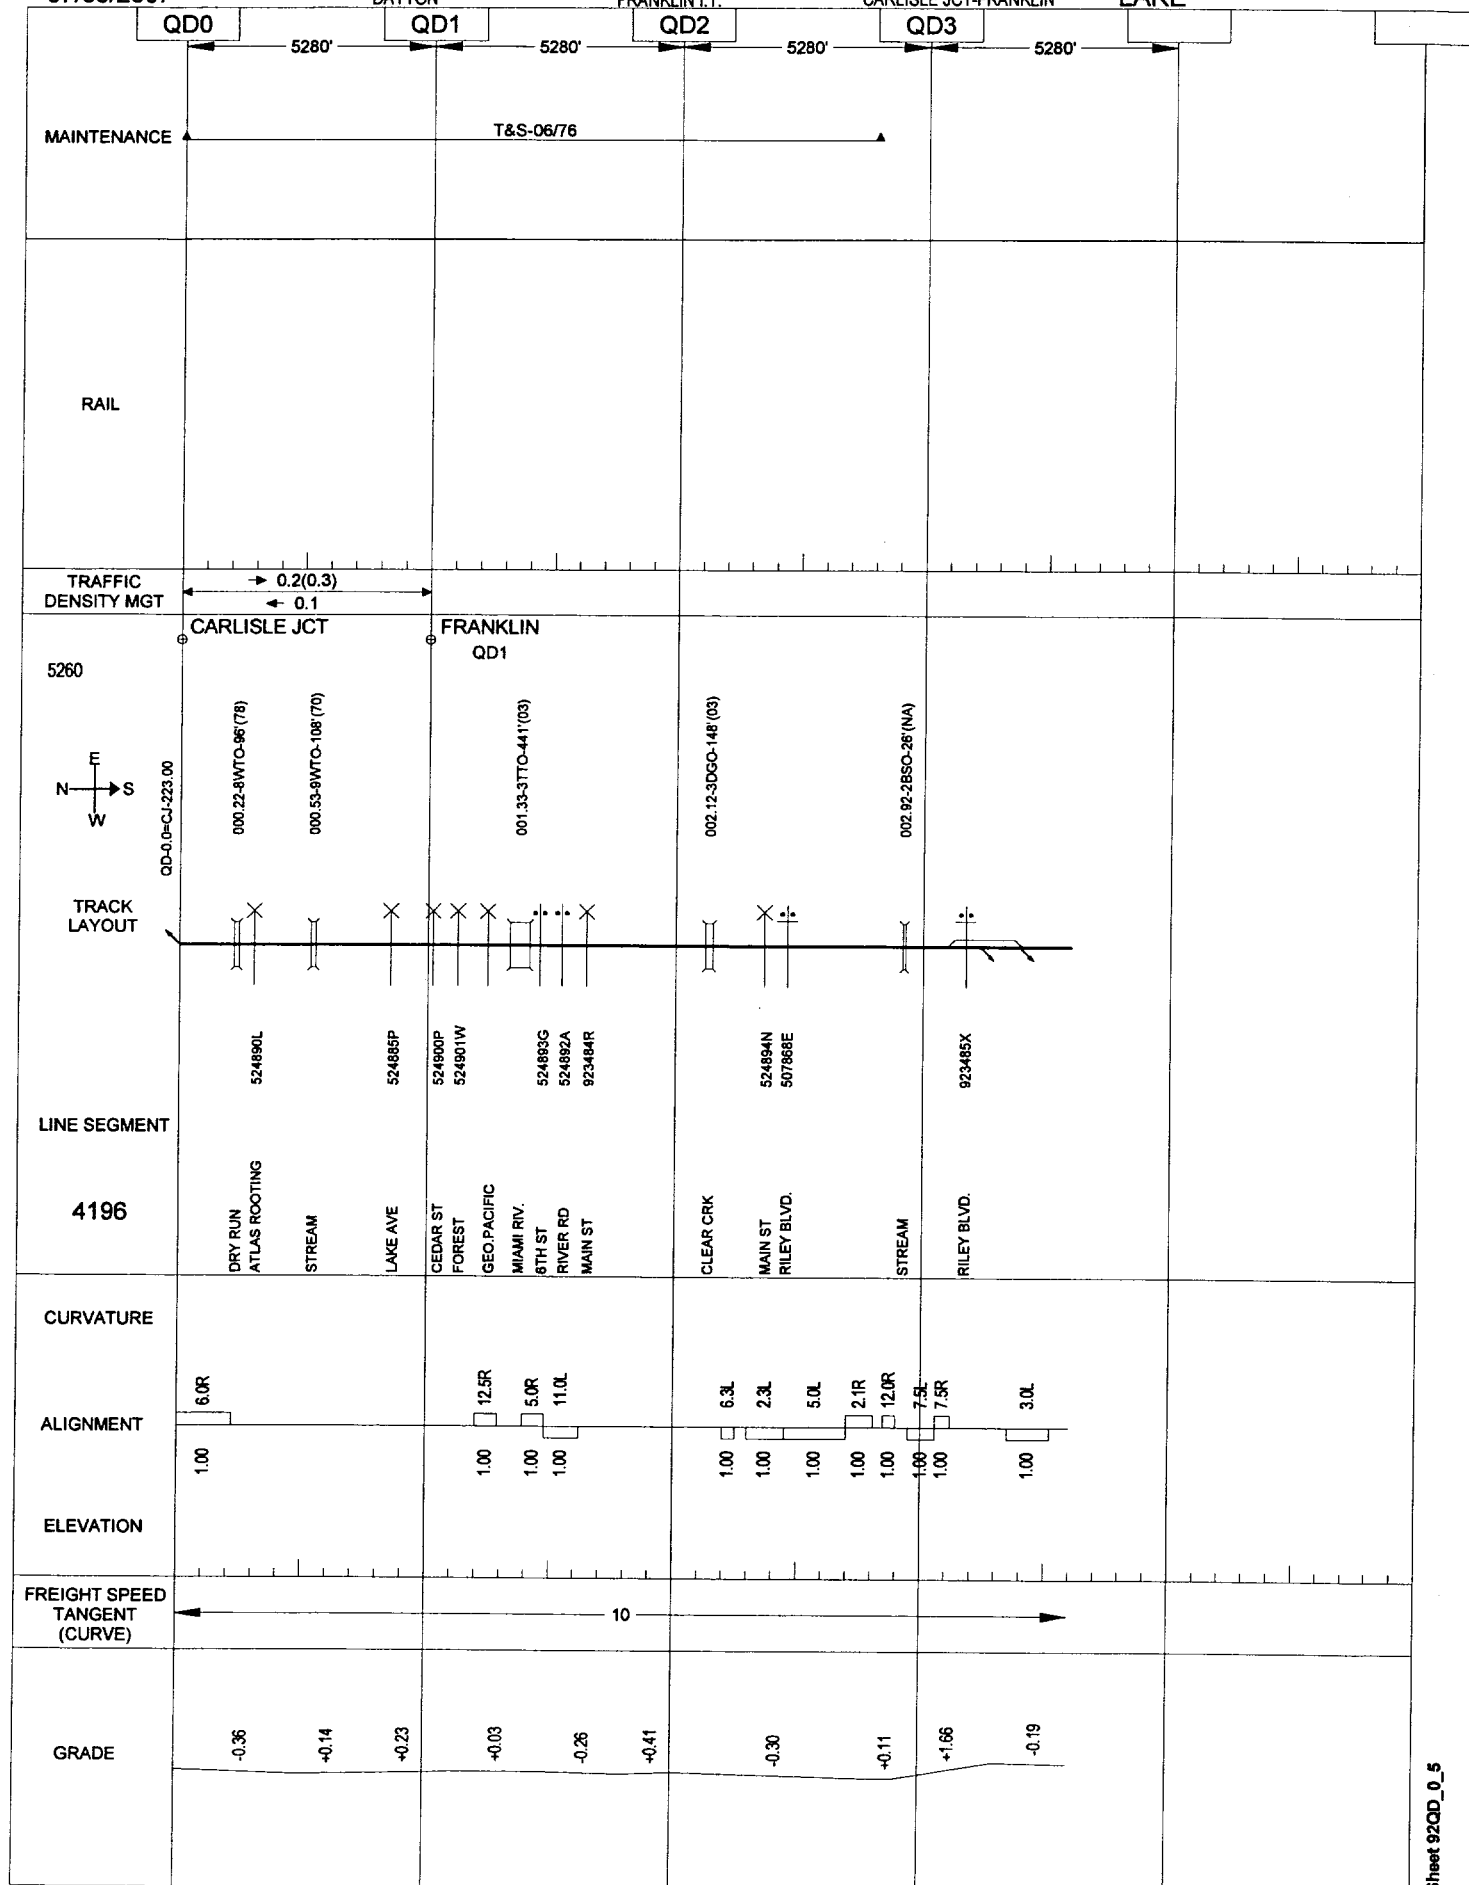 DAYTON FRANKLIN I.T. CARLISLE JCT-FRANKLIN LAKE
QD0 QD1 QD2 QD3
5280' 5280' 5280' 5280'
MAINTENANCE T&S-06/76
RAIL
TRAFFIC
DENSITY MGT
0.2(0.3)
0.1
CARLISLE JCT FRANKLIN
QD1
5260
E
N S
W
QD-0.0=CJ-223.00
000.22-8WTO-96'(78)
000.53-9WTO-108'(70)
001.33-3TTO-441'(03)
002.12-3DGO-148'(03)
002.92-2BSO-26'(NA)
TRACK
LAYOUT
524890L
524885P
524900P
524901W
524893G
524892A
923484R
524894N
507868E
923485X
LINE SEGMENT
4196
DRY RUN
ATLAS ROOTING
STREAM
LAKE AVE
CEDAR ST
FOREST
GEO.PACIFIC
MIAMI RIV.
6TH ST
RIVER RD
MAIN ST
CLEAR CRK
MAIN ST
RILEY BLVD.
STREAM
RILEY BLVD.
CURVATURE
6.0R 12.5R 5.0R 11.0L 6.3L 2.3L 5.0L 2.1R 12.0R 7.5L 7.5R 3.0L
ALIGNMENT
1.00 1.00 1.00 1.00 1.00 1.00 1.00 1.00 1.00 1.00 1.00 1.00
ELEVATION
FREIGHT SPEED
TANGENT
(CURVE)
10
GRADE
-0.36 +0.14 +0.23 +0.03 -0.26 +0.41 -0.30 +0.11 +1.66 -0.19
Sheet 92QD_0_5